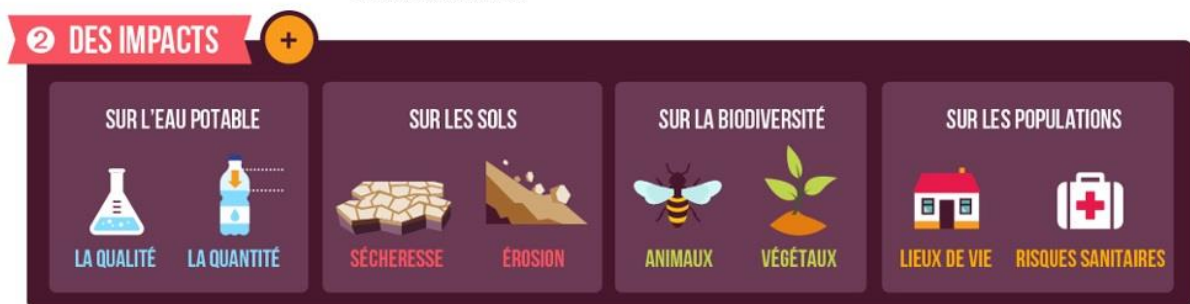 2 DES IMPACTS +
SUR L'EAU POTABLE
LA QUALITÉ LA QUANTITÉ
SUR LES SOLS
SÉCHERESSE ÉROSION
SUR LA BIODIVERSITÉ
ANIMAUX VÉGÉTAUX
SUR LES POPULATIONS
LIEUX DE VIE RISQUES SANITAIRES